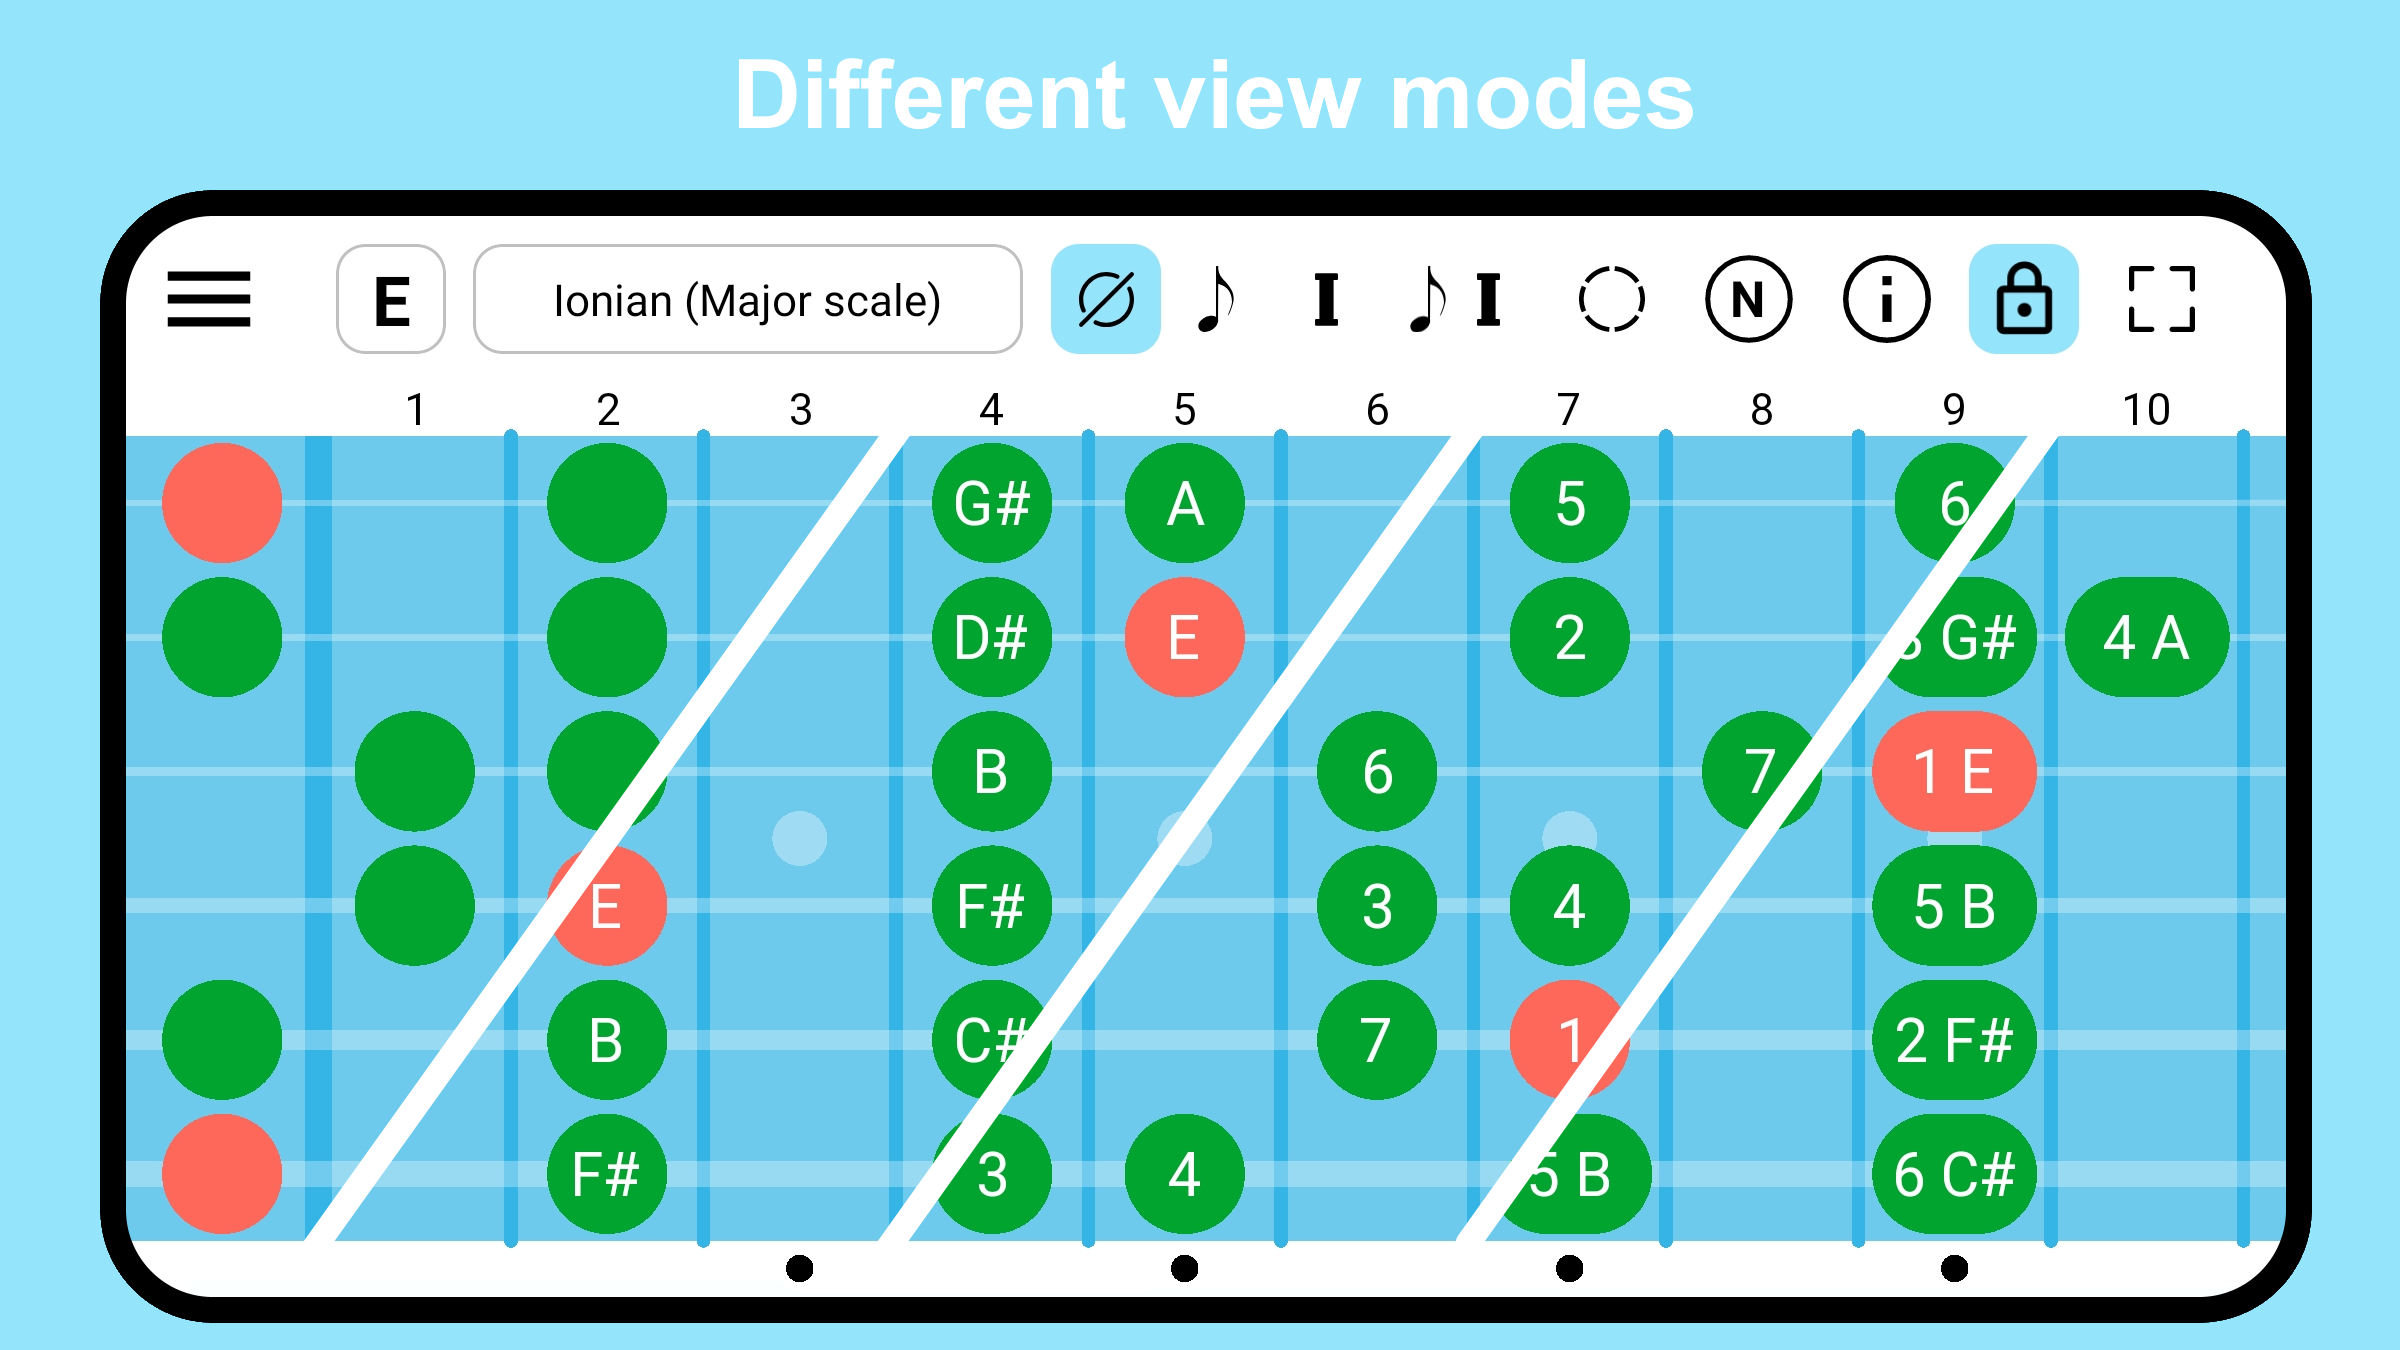 Different view modes
E Ionian (Major scale) I I N i
1 2 3 4 5 6 7 8 9 10
G# A 5 6
D# E 2 G# 4 A
B 6 7 1 E
E F# 3 4 5 B
B C# 7 1 2 F#
F# 3 4 5 B 6 C#